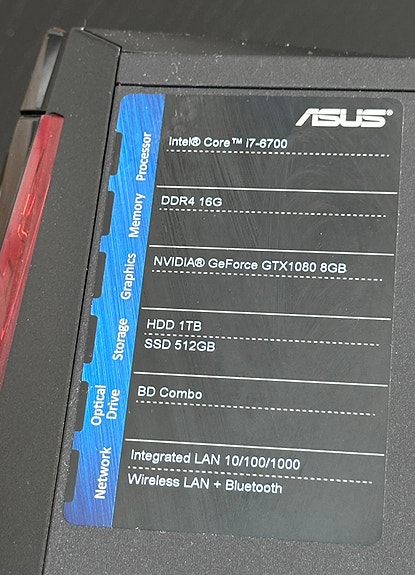 ASUS®
Processor
Intel® Core™ i7-6700
Memory
DDR4 16G
Graphics
NVIDIA® GeForce GTX1080 8GB
Storage
HDD 1TB
SSD 512GB
Optical
Drive
BD Combo
Network
Integrated LAN 10/100/1000
Wireless LAN + Bluetooth